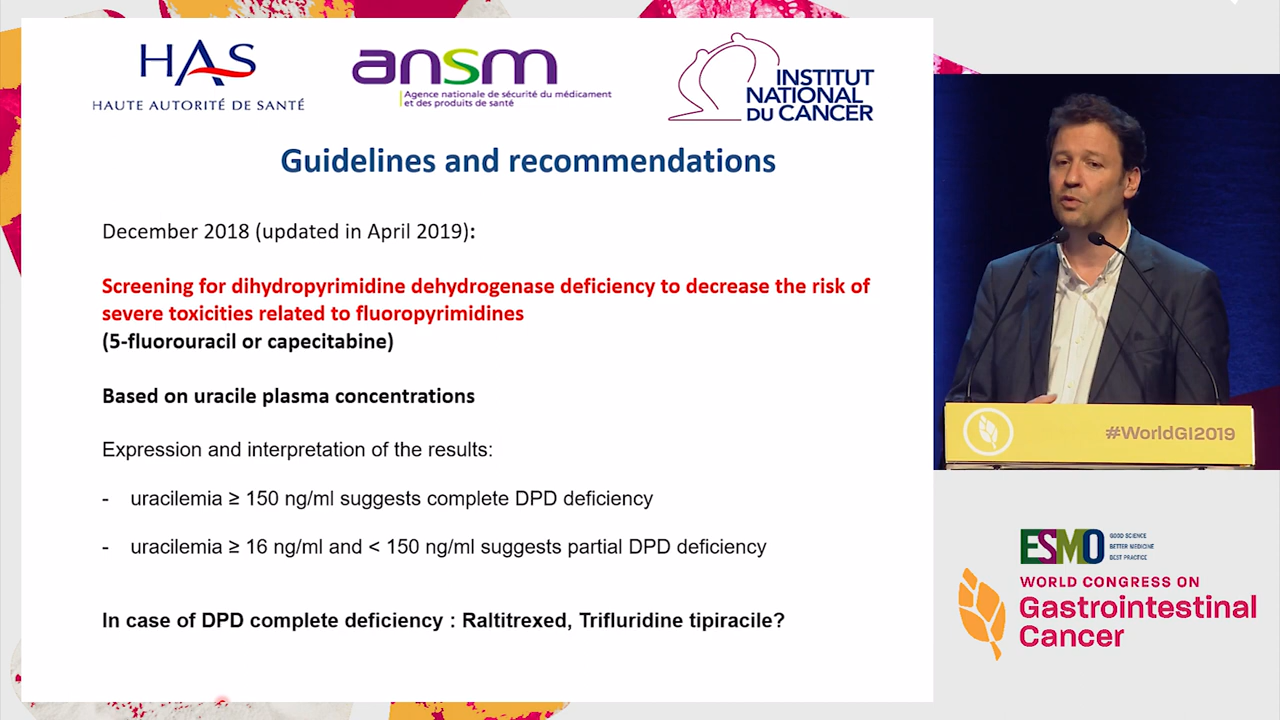 HAS
HAUTE AUTORITÉ DE SANTÉ
ansm
Agence nationale de sécurité du médicament
et des produits de santé
INSTITUT
NATIONAL
DU CANCER
Guidelines and recommendations
December 2018 (updated in April 2019):
Screening for dihydropyrimidine dehydrogenase deficiency to decrease the risk of
severe toxicities related to fluoropyrimidines
(5-fluorouracil or capecitabine)
Based on uracile plasma concentrations
Expression and interpretation of the results:
- uracilemia ≥ 150 ng/ml suggests complete DPD deficiency
- uracilemia ≥ 16 ng/ml and < 150 ng/ml suggests partial DPD deficiency
In case of DPD complete deficiency : Raltitrexed, Trifluridine tipiracile?
#WorldGI2019
ESMO
GOOD SCIENCE
BETTER MEDICINE
BEST PRACTICE
WORLD CONGRESS ON
Gastrointestinal
Cancer